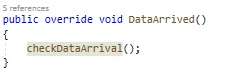 5 references
public override void DataArrived()
{
checkDataArrival();
}